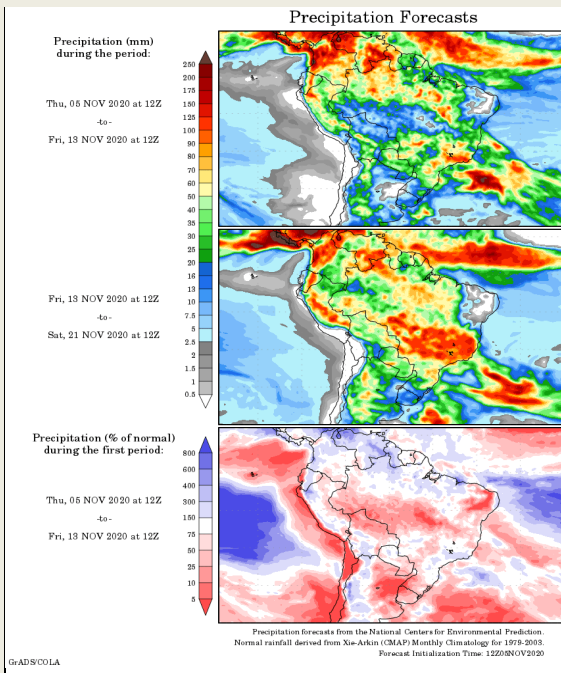 Precipitation Forecasts
Precipitation (mm)
during the period:
Thu, 05 NOV 2020 at 12Z
-to-
Fri, 13 NOV 2020 at 12Z
250
200
175
150
125
100
90
80
70
60
50
40
35
30
25
20
16
13
10
7.5
5
2.5
2
1.5
1
0.5
Fri, 13 NOV 2020 at 12Z
-to-
Sat, 21 NOV 2020 at 12Z
Precipitation (% of normal)
during the first period:
Thu, 05 NOV 2020 at 12Z
-to-
Fri, 13 NOV 2020 at 12Z
800
600
400
300
150
75
50
25
10
5
Precipitation forecasts from the National Centers for Environmental Prediction.
Normal rainfall derived from Xie-Arkin (CMAP) Monthly Climatology for 1979-2003.
Forecast Initialization Time: 12Z05NOV2020
GrADS/COLA